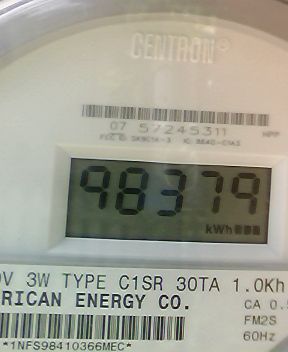 CENTRON®
07 57245311
98379
kWh
V 3W TYPE C1SR 30TA 1.0Kh
RICAN ENERGY CO.
CA 0.5
FM2S
60Hz
*1NFS98410366MEC*